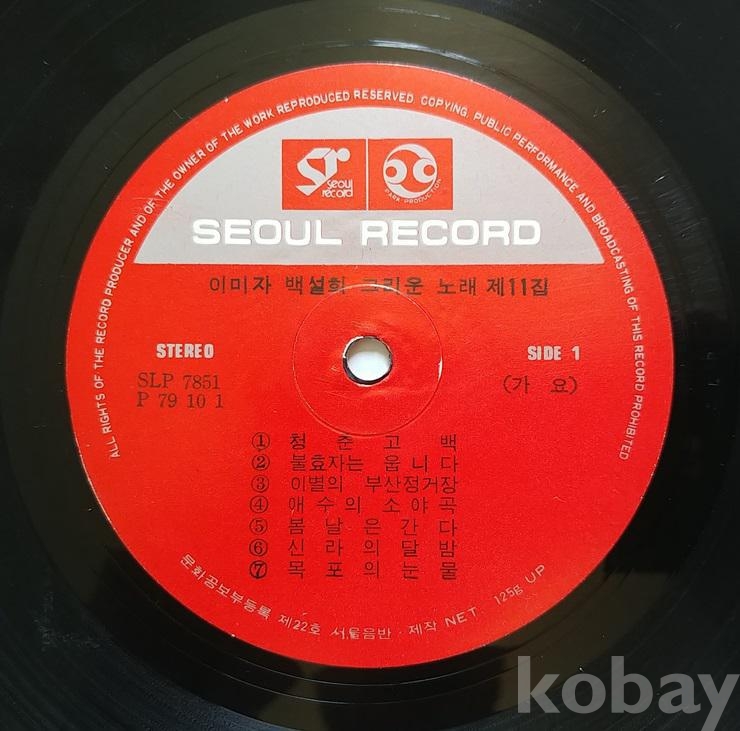 ALL RIGHTS OF THE RECORD PRODUCER AND OF THE OWNER OF THE WORK REPRODUCED RESERVED. COPYING, PUBLIC PERFORMANCE AND BROADCASTING OF THIS RECORD PROHIBITED
Sr
seoul
record
PARK PRODUCTION
SEOUL RECORD
이미자 백설희 그리운 노래 제11집
STEREO
SIDE 1
SLP 7851
P 79 10 1
(가 요)
① 청춘고백
② 불효자는 웁니다
③ 이별의 부산정거장
④ 애수의 소야곡
⑤ 봄날은간다
⑥ 신라의달밤
⑦ 목포의눈물
문화공보부등록 제22호 서울음반 · 제작 NET. 125g UP
kobay